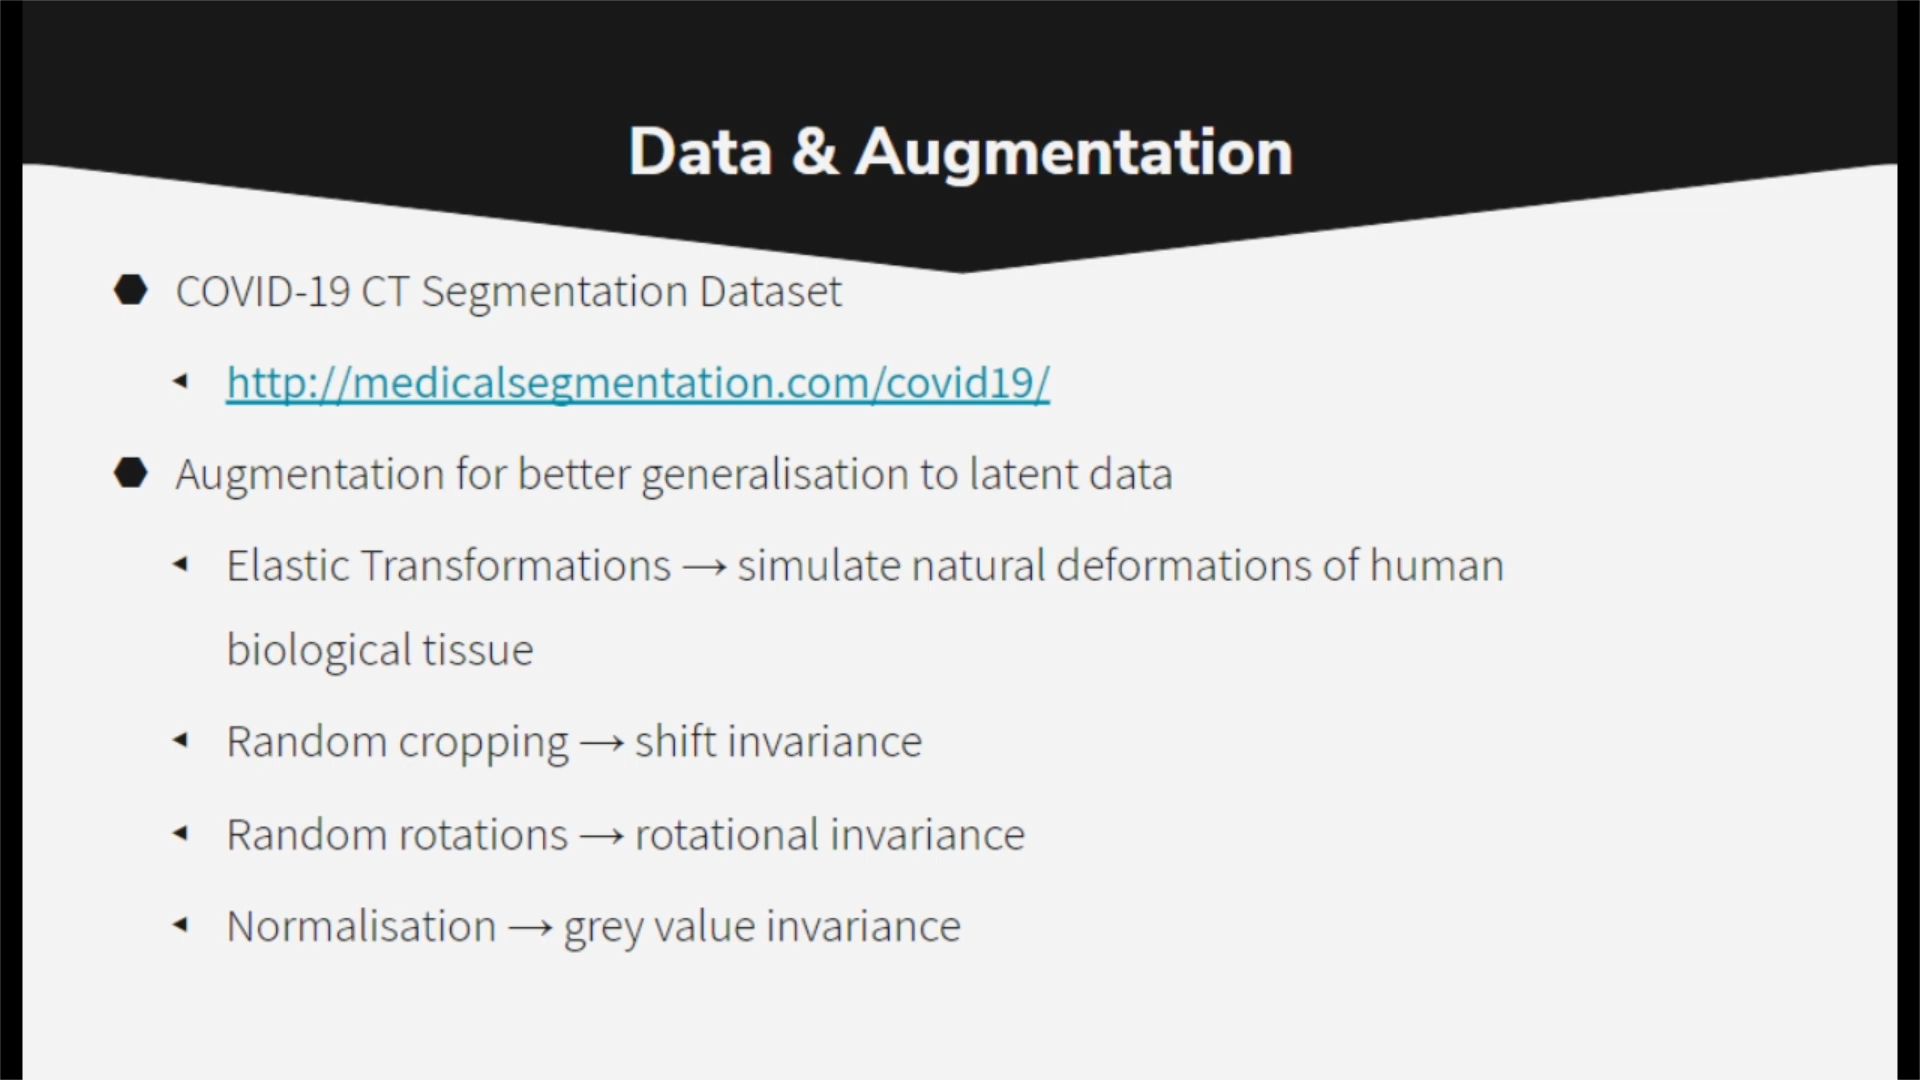 Data & Augmentation
COVID-19 CT Segmentation Dataset
http://medicalsegmentation.com/covid19/
Augmentation for better generalisation to latent data
Elastic Transformations → simulate natural deformations of human
biological tissue
Random cropping → shift invariance
Random rotations → rotational invariance
Normalisation → grey value invariance